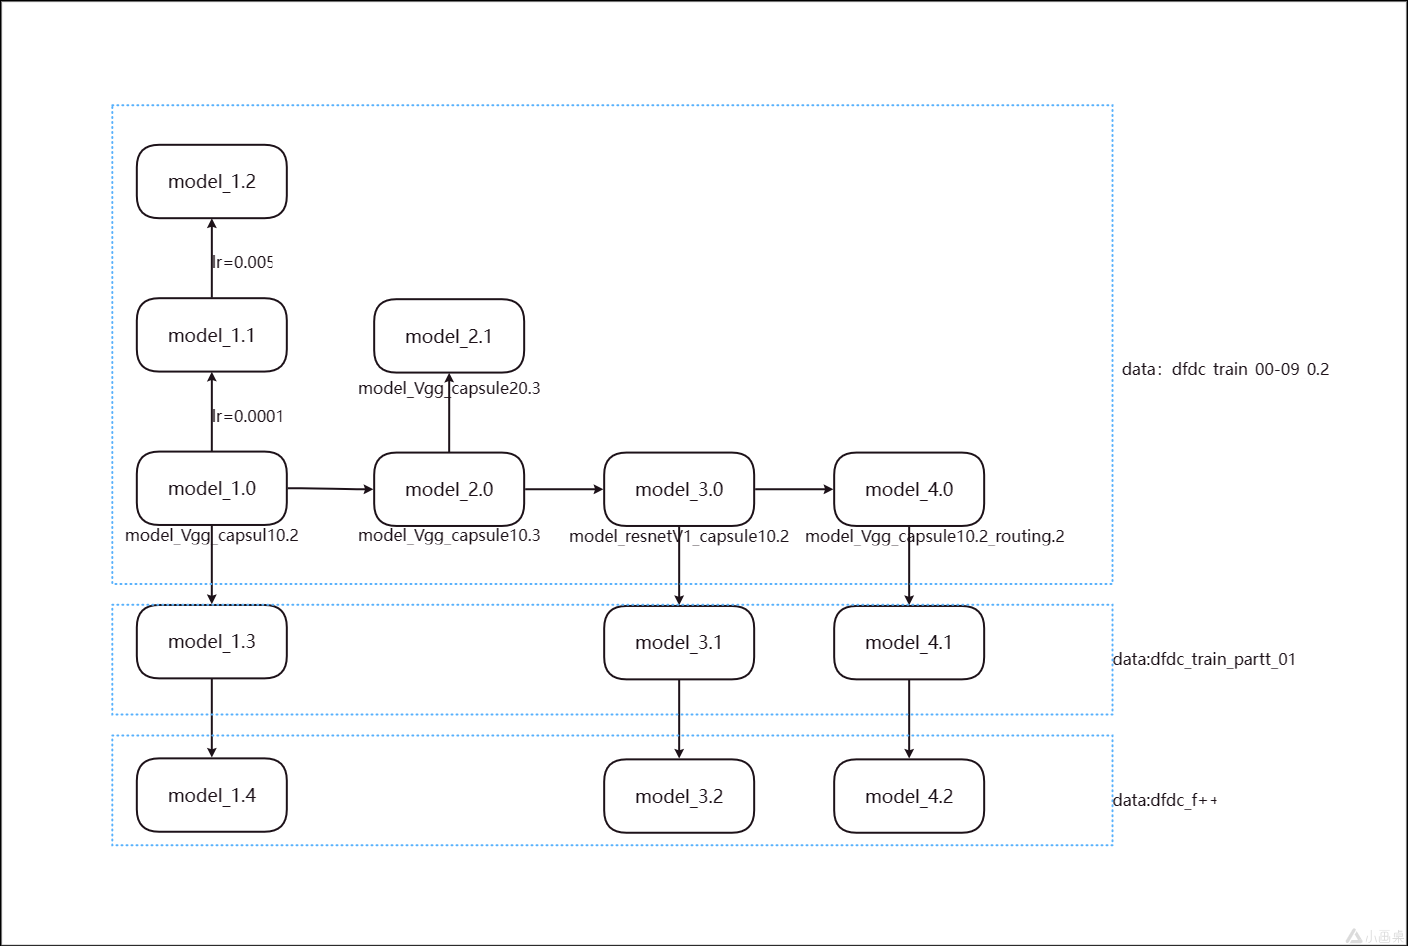 model_1.2
lr=0.005
model_1.1
model_2.1
data: dfdc train 00-09 0.2
model_Vgg_capsule20.3
lr=0.0001
model_1.0
model_2.0
model_3.0
model_4.0
model_Vgg_capsul10.2
model_Vgg_capsule10.3
model_resnetV1_capsule10.2
model_Vgg_capsule10.2_routing.2
model_1.3
model_3.1
model_4.1
data:dfdc_train_partt_01
model_1.4
model_3.2
model_4.2
data:dfdc_f++
小画桌